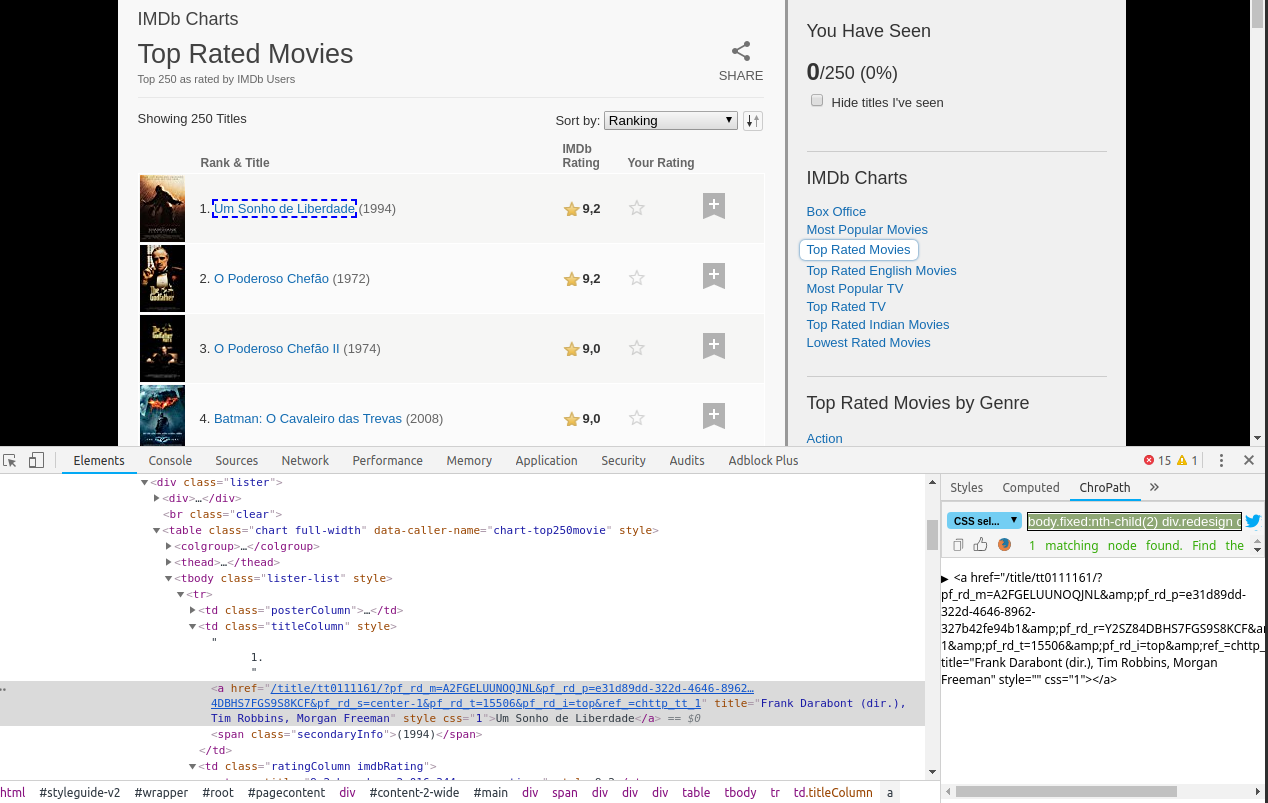 IMDb Charts
Top Rated Movies
Top 250 as rated by IMDb Users
SHARE
Showing 250 Titles
Sort by: Ranking
Rank & Title
IMDb
Rating
Your Rating
1. Um Sonho de Liberdade (1994)
9,2
2. O Poderoso Chefão (1972)
9,2
3. O Poderoso Chefão II (1974)
9,0
4. Batman: O Cavaleiro das Trevas (2008)
9,0
You Have Seen
0/250 (0%)
Hide titles I've seen
IMDb Charts
Box Office
Most Popular Movies
Top Rated Movies
Top Rated English Movies
Most Popular TV
Top Rated TV
Top Rated Indian Movies
Lowest Rated Movies
Top Rated Movies by Genre
Action
Elements Console Sources Network Performance Memory Application Security Audits Adblock Plus
15 1
<div class="lister">
<div>…</div>
<br class="clear">
<table class="chart full-width" data-caller-name="chart-top250movie" style>
<colgroup>…</colgroup>
<thead>…</thead>
<tbody class="lister-list" style>
<tr>
<td class="posterColumn">…</td>
<td class="titleColumn" style>
"
1.
"
<a href="/title/tt0111161/?pf_rd_m=A2FGELUUNOQJNL&pf_rd_p=e31d89dd-322d-4646-8962…
4DBHS7FGS9S8KCF&pf_rd_s=center-1&pf_rd_t=15506&pf_rd_i=top&ref_=chttp_tt_1" title="Frank Darabont (dir.),
Tim Robbins, Morgan Freeman" style css="1">Um Sonho de Liberdade</a> == $0
<span class="secondaryInfo">(1994)</span>
</td>
<td class="ratingColumn imdbRating">
html #styleguide-v2 #wrapper #root #pagecontent div #content-2-wide #main div span div div div table tbody tr td.titleColumn a
Styles Computed ChroPath »
CSS sel... body.fixed:nth-child(2) div.redesign
1 matching node found. Find the
<a href="/title/tt0111161/?
pf_rd_m=A2FGELUUNOQJNL&amp;pf_rd_p=e31d89dd-
322d-4646-8962-
327b42fe94b1&amp;pf_rd_r=Y2SZ84DBHS7FGS9S8KCF&
1&amp;pf_rd_t=15506&amp;pf_rd_i=top&amp;ref_=chttp_
title="Frank Darabont (dir.), Tim Robbins, Morgan
Freeman" style="" css="1"></a>